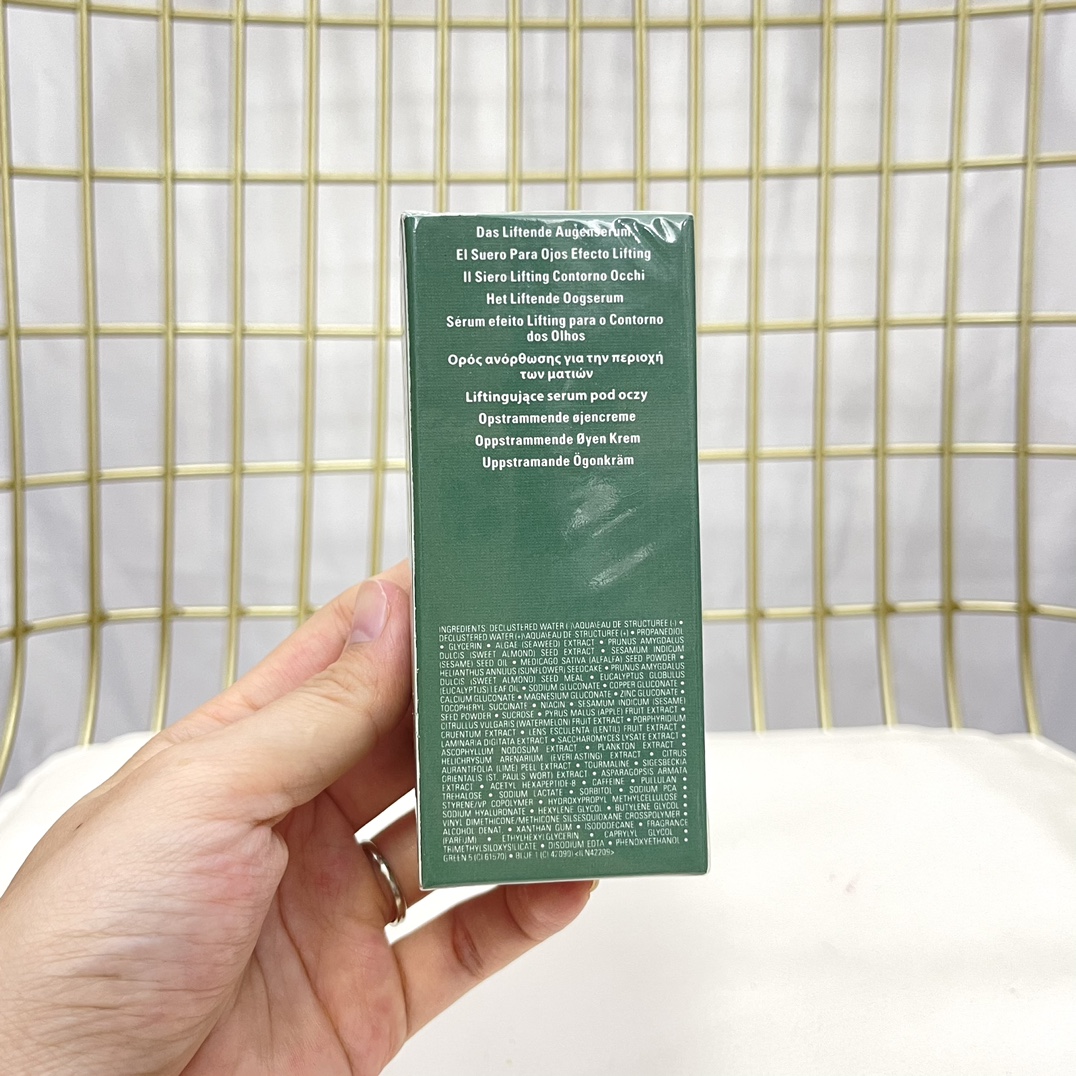 Das Liftende Augenserum
El Suero Para Ojos Efecto Lifting
Il Siero Lifting Contorno Occhi
Het Liftende Oogserum
Sérum efeito Lifting para o Contorno
dos Olhos
Ορός ανόρθωσης για την περιοχή
των ματιών
Liftingujące serum pod oczy
Opstrammende øjencreme
Oppstrammende Øyen Krem
Uppstramande Ögonkräm
INGREDIENTS: DECLUSTERED WATER (-)\AQUA\EAU DE STRUCTUREE (-) •
DECLUSTERED WATER (+)\AQUA\EAU DE STRUCTUREE (+) • PROPANEDIOL
• GLYCERIN • ALGAE (SEAWEED) EXTRACT • PRUNUS AMYGDALUS
DULCIS (SWEET ALMOND) SEED EXTRACT • SESAMUM INDICUM
(SESAME) SEED OIL • MEDICAGO SATIVA (ALFALFA) SEED POWDER •
HELIANTHUS ANNUUS (SUNFLOWER) SEEDCAKE • PRUNUS AMYGDALUS
DULCIS (SWEET ALMOND) SEED MEAL • EUCALYPTUS GLOBULUS
(EUCALYPTUS) LEAF OIL • SODIUM GLUCONATE • COPPER GLUCONATE •
CALCIUM GLUCONATE • MAGNESIUM GLUCONATE • ZINC GLUCONATE •
TOCOPHERYL SUCCINATE • NIACIN • SESAMUM INDICUM (SESAME)
SEED POWDER • SUCROSE • PYRUS MALUS (APPLE) FRUIT EXTRACT •
CITRULLUS VULGARIS (WATERMELON) FRUIT EXTRACT • PORPHYRIDIUM
CRUENTUM EXTRACT • LENS ESCULENTA (LENTIL) FRUIT EXTRACT •
LAMINARIA DIGITATA EXTRACT • SACCHAROMYCES LYSATE EXTRACT •
ASCOPHYLLUM NODOSUM EXTRACT • PLANKTON EXTRACT •
HELICHRYSUM ARENARIUM (EVERLASTING) EXTRACT • CITRUS
AURANTIFOLIA (LIME) PEEL EXTRACT • TOURMALINE • SIGESBECKIA
ORIENTALIS (ST. PAUL'S WORT) EXTRACT • ASPARAGOPSIS ARMATA
EXTRACT • ACETYL HEXAPEPTIDE-8 • CAFFEINE • PULLULAN •
TREHALOSE • SODIUM LACTATE • SORBITOL • SODIUM PCA •
STYRENE/VP COPOLYMER • HYDROXYPROPYL METHYLCELLULOSE •
SODIUM HYALURONATE • HEXYLENE GLYCOL • BUTYLENE GLYCOL •
VINYL DIMETHICONE/METHICONE SILSESQUIOXANE CROSSPOLYMER •
ALCOHOL DENAT. • XANTHAN GUM • ISODODECANE • FRAGRANCE
(PARFUM) • ETHYLHEXYLGLYCERIN • CAPRYLYL GLYCOL •
TRIMETHYLSILOXYSILICATE • DISODIUM EDTA • PHENOXYETHANOL •
GREEN 5 (CI 61570) • BLUE 1 (CI 42090) <ILN42209>